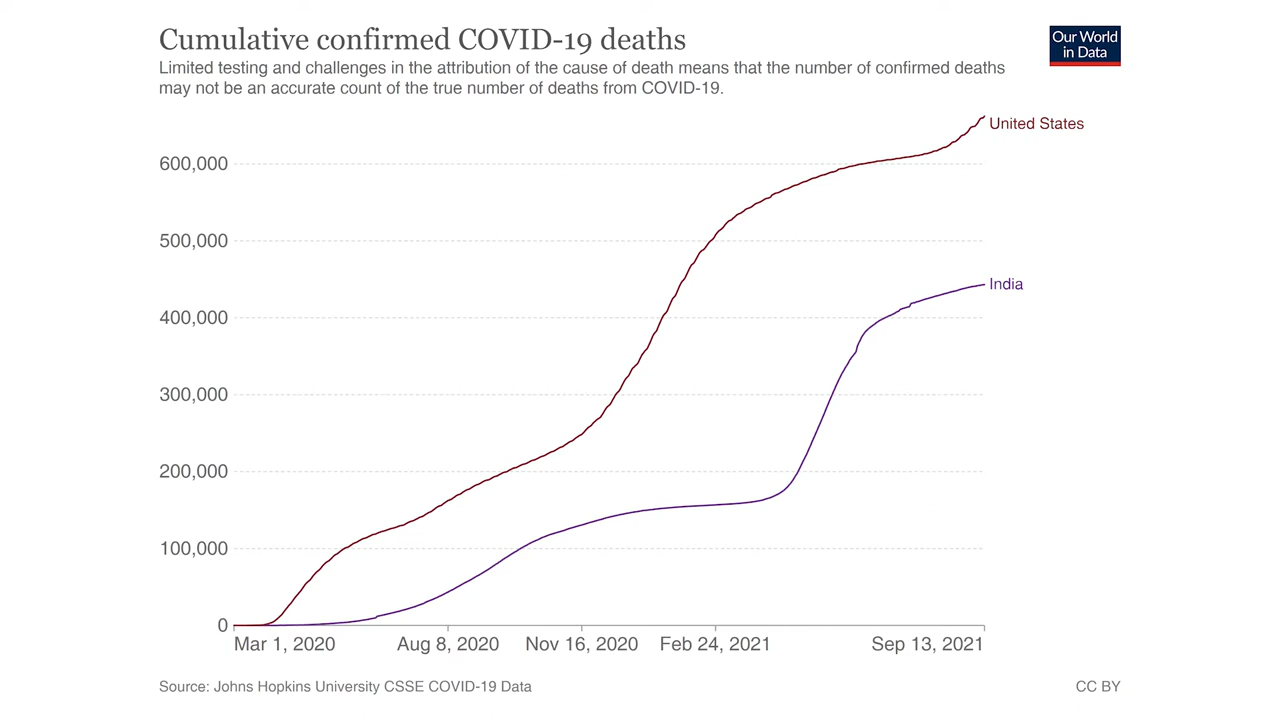 Cumulative confirmed COVID-19 deaths
Our World
in Data
Limited testing and challenges in the attribution of the cause of death means that the number of confirmed deaths
may not be an accurate count of the true number of deaths from COVID-19.
United States
600,000
500,000
India
400,000
300,000
200,000
100,000
0
Mar 1, 2020 Aug 8, 2020 Nov 16, 2020 Feb 24, 2021 Sep 13, 2021
Source: Johns Hopkins University CSSE COVID-19 Data
CC BY